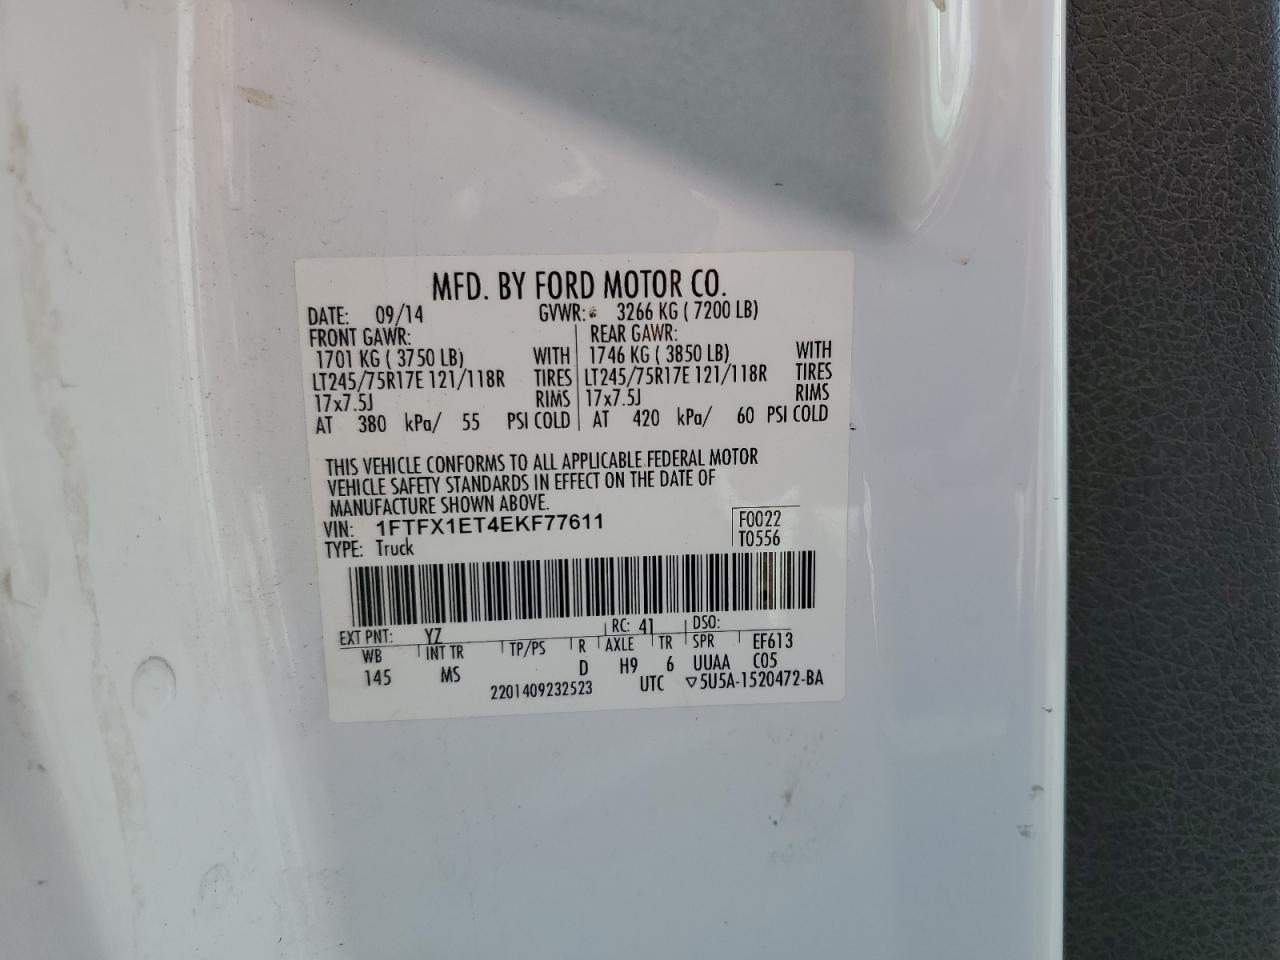 MFD. BY FORD MOTOR CO.
DATE: 09/14 GVWR: 3266 KG ( 7200 LB)
FRONT GAWR: REAR GAWR:
1701 KG ( 3750 LB) WITH 1746 KG ( 3850 LB) WITH
LT245/75R17E 121/118R TIRES LT245/75R17E 121/118R TIRES
17x7.5J RIMS 17x7.5J RIMS
AT 380 kPa/ 55 PSI COLD AT 420 kPa/ 60 PSI COLD
THIS VEHICLE CONFORMS TO ALL APPLICABLE FEDERAL MOTOR
VEHICLE SAFETY STANDARDS IN EFFECT ON THE DATE OF
MANUFACTURE SHOWN ABOVE.
VIN: 1FTFX1ET4EKF77611 F0022
TYPE: Truck T0556
EXT PNT: YZ RC: 41 DSO:
WB INT TR TP/PS R AXLE TR SPR EF613
145 MS D H9 6 UUAA C05
2201409232523 UTC ▽5U5A-1520472-BA